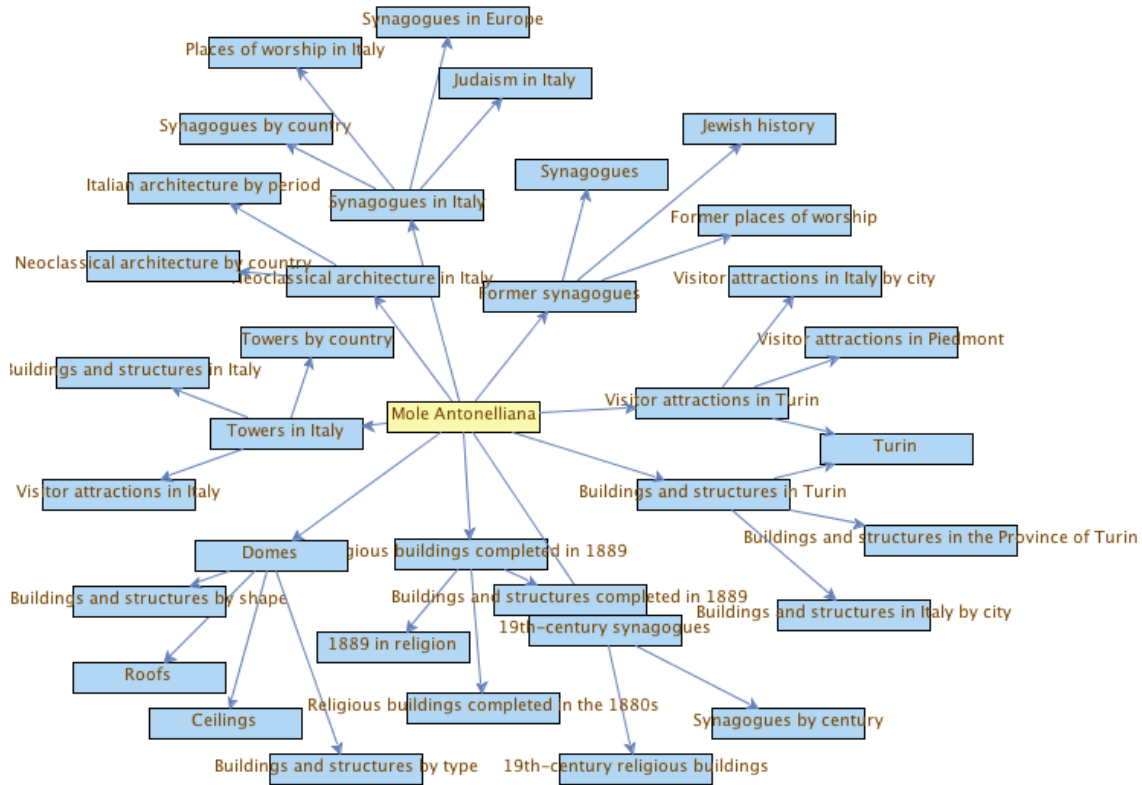 Synagogues in Europe
Places of worship in Italy
Judaism in Italy
Synagogues by country
Jewish history
Synagogues
Italian architecture by period
Synagogues in Italy
Former places of worship
Neoclassical architecture by country
Neoclassical architecture in Italy
Visitor attractions in Italy by city
Former synagogues
Towers by country
Visitor attractions in Piedmont
Buildings and structures in Italy
Visitor attractions in Turin
Mole Antonelliana
Towers in Italy
Turin
Visitor attractions in Italy
Buildings and structures in Turin
Buildings and structures in the Province of Turin
Domes
gious buildings completed in 1889
Buildings and structures by shape
Buildings and structures completed in 1889
Buildings and structures in Italy by city
19th-century synagogues
1889 in religion
Roofs
Religious buildings completed in the 1880s
Ceilings
Synagogues by century
Buildings and structures by type
19th-century religious buildings